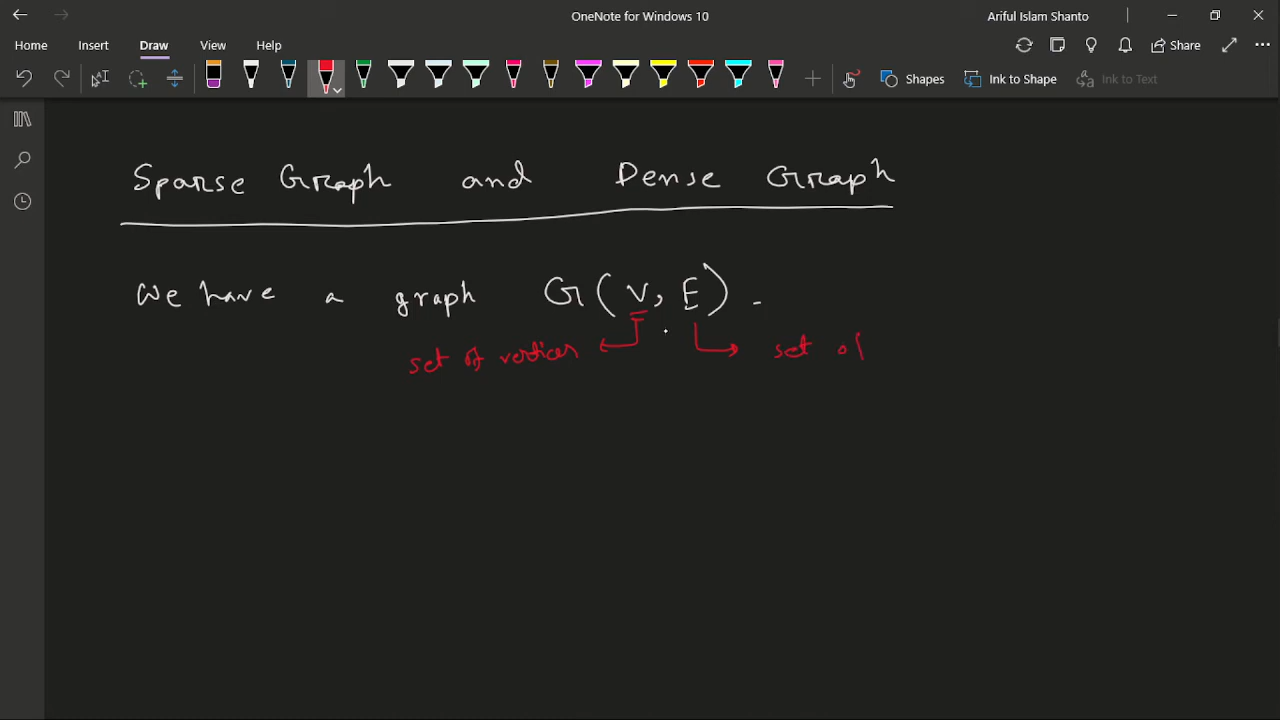 OneNote for Windows 10
Ariful Islam Shanto
Home Insert Draw View Help
Share
Shapes Ink to Shape Ink to Text
Sparse Graph and Dense Graph
We have a graph G(V, E).
set of vertices set of